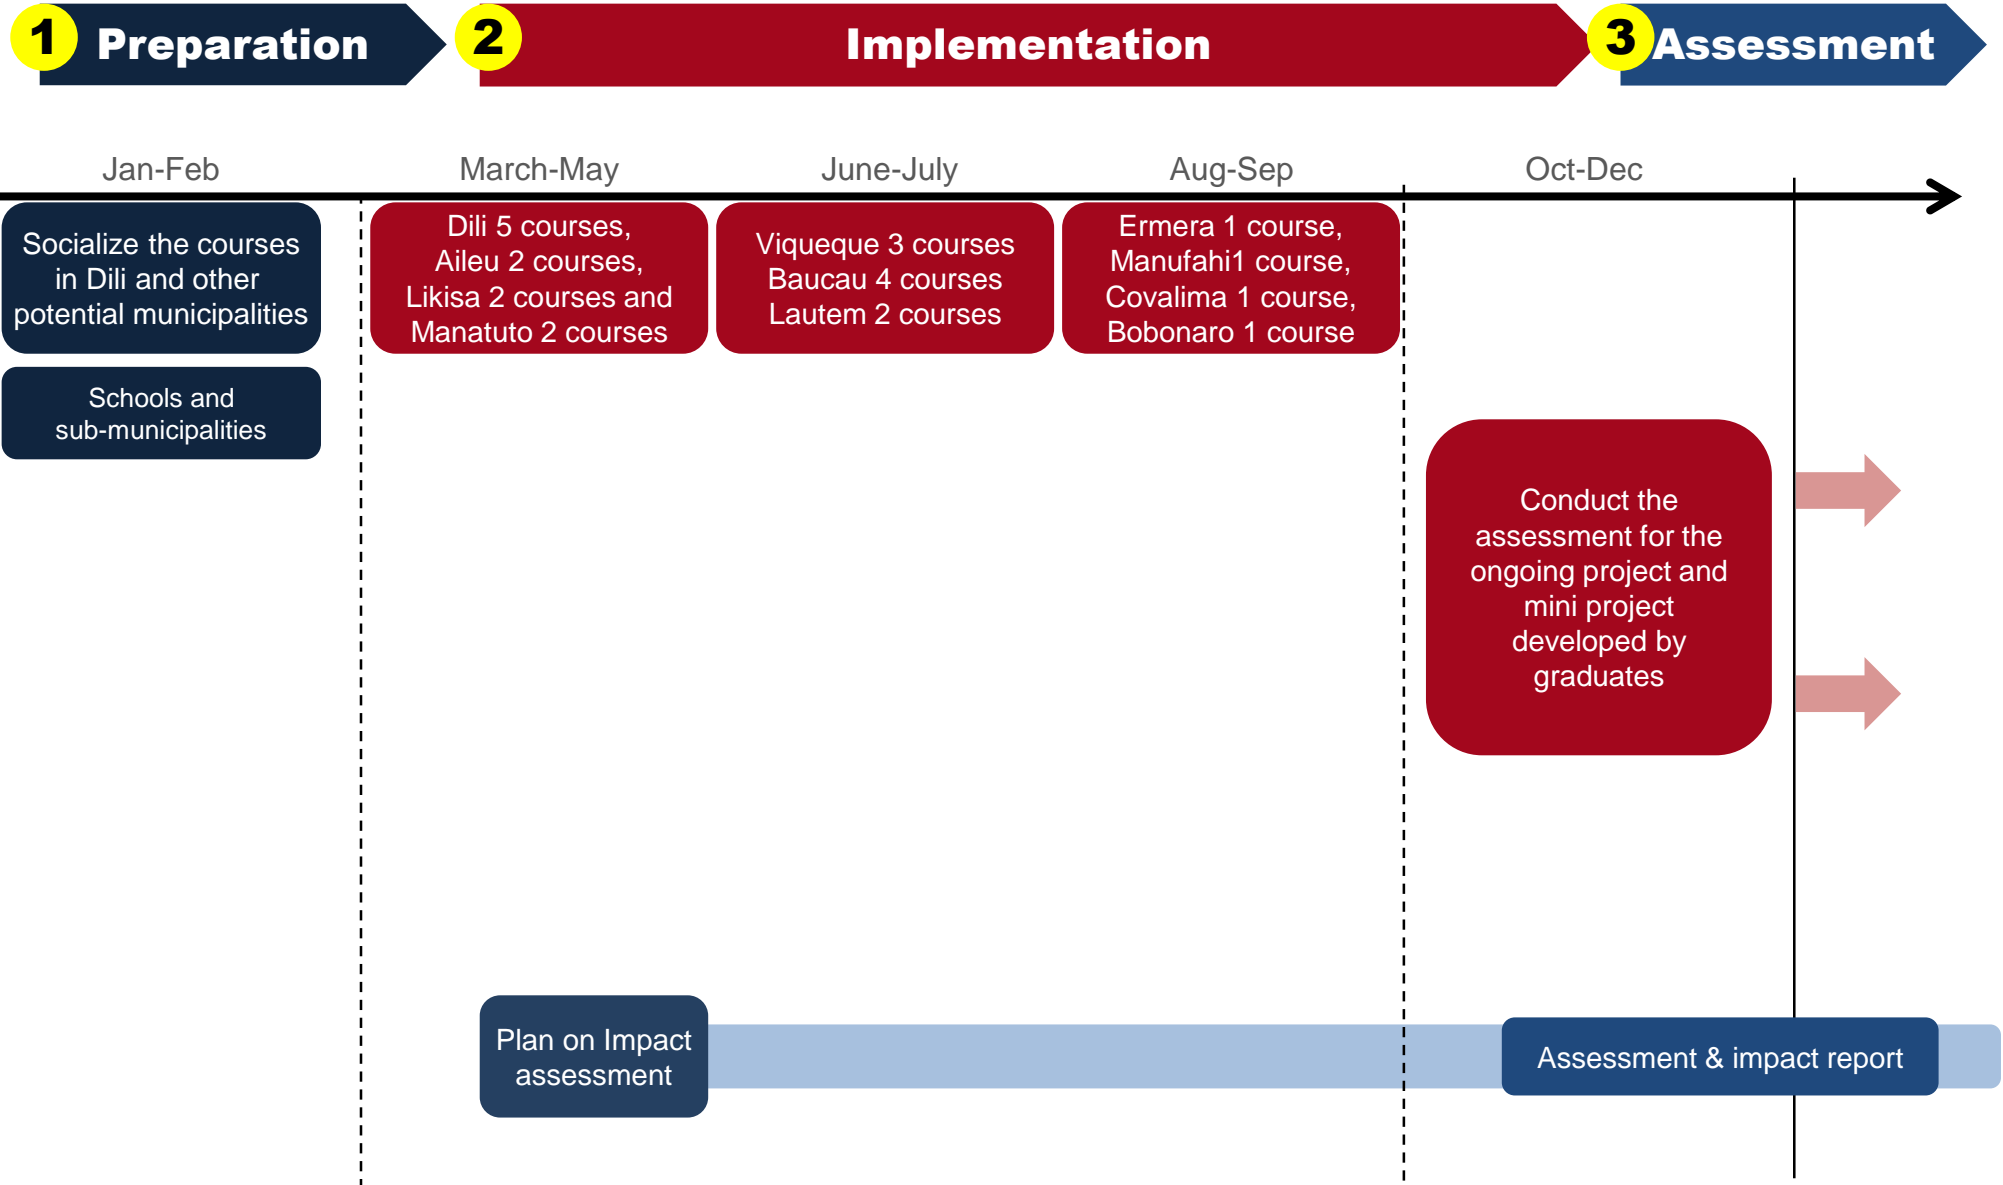 1 Preparation
2 Implementation
3 Assessment
Jan-Feb
March-May
June-July
Aug-Sep
Oct-Dec
Socialize the courses
in Dili and other
potential municipalities
Schools and
sub-municipalities
Dili 5 courses,
Aileu 2 courses,
Likisa 2 courses and
Manatuto 2 courses
Viqueque 3 courses
Baucau 4 courses
Lautem 2 courses
Ermera 1 course,
Manufahi1 course,
Covalima 1 course,
Bobonaro 1 course
Conduct the
assessment for the
ongoing project and
mini project
developed by
graduates
Plan on Impact
assessment
Assessment & impact report